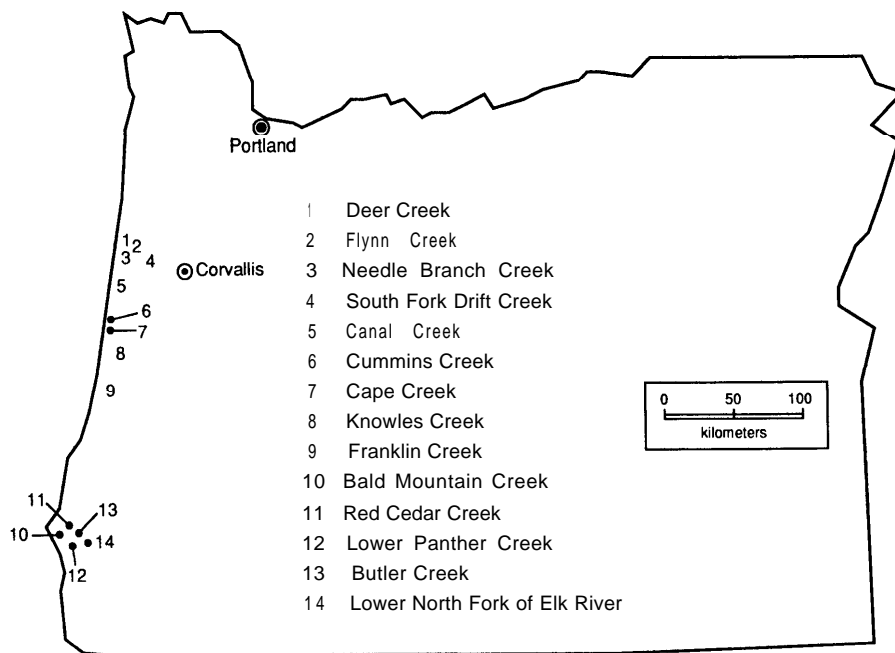 Portland
1 Deer Creek
2 Flynn Creek
3 Needle Branch Creek
4 South Fork Drift Creek
5 Canal Creek
6 Cummins Creek
7 Cape Creek
8 Knowles Creek
9 Franklin Creek
10 Bald Mountain Creek
11 Red Cedar Creek
12 Lower Panther Creek
13 Butler Creek
14 Lower North Fork of Elk River
Corvallis
1
2
3
4
5
6
7
8
9
11
13
10
14
12
0 50 100
kilometers